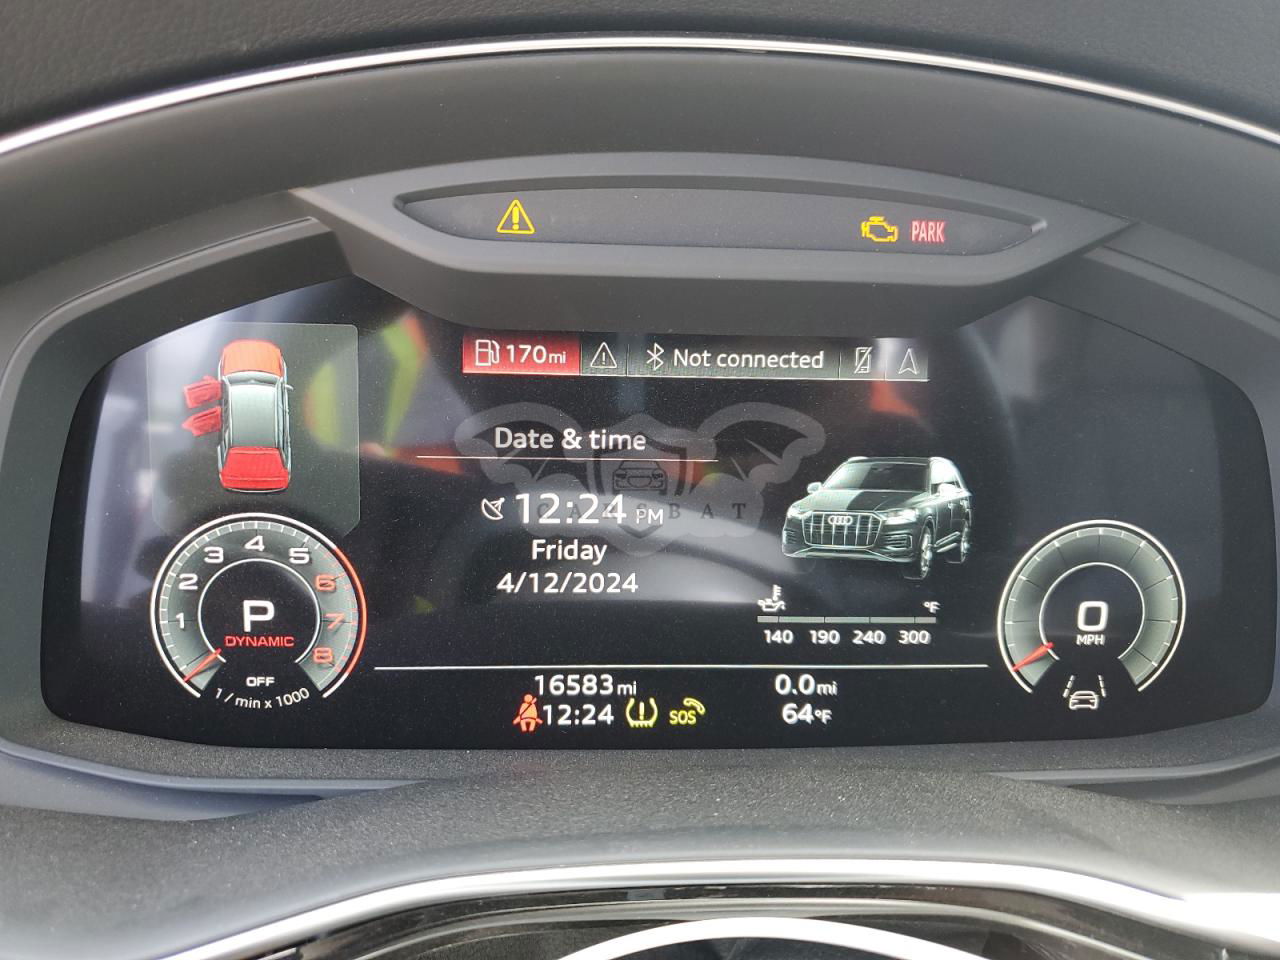 PARK
170mi Not connected
Date & time
12:24 PM
Friday
4/12/2024
CARSBAT
1 2 3 4 5 6 7 8
P
DYNAMIC
OFF
1 / min x 1000
°F
140 190 240 300
0
MPH
16583mi 0.0mi
12:24 SOS 64°F